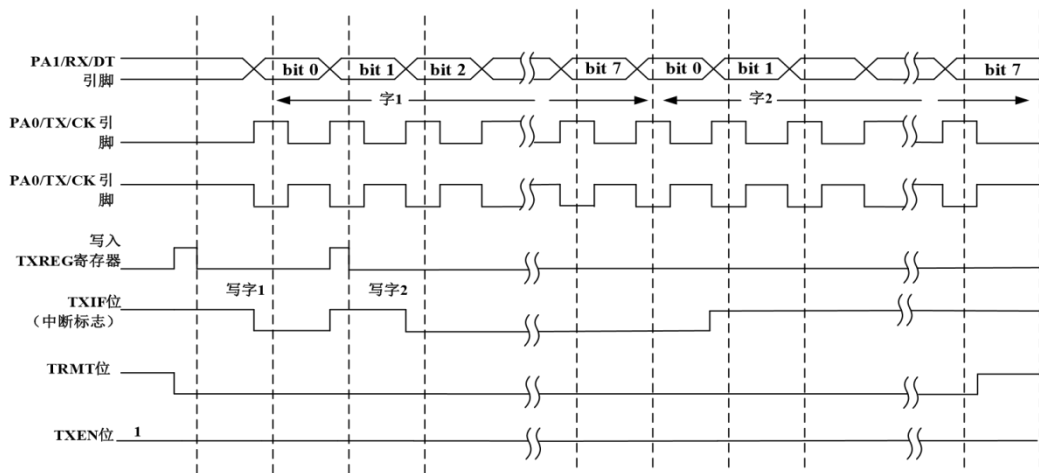 PA1/RX/DT
引脚
bit 0
bit 1
bit 2
bit 7
bit 0
bit 1
bit 7
字1
字2
PA0/TX/CK 引
脚
PA0/TX/CK 引
脚
写入
TXREG寄存器
写字1
写字2
TXIF位
（中断标志）
TRMT位
TXEN位
1